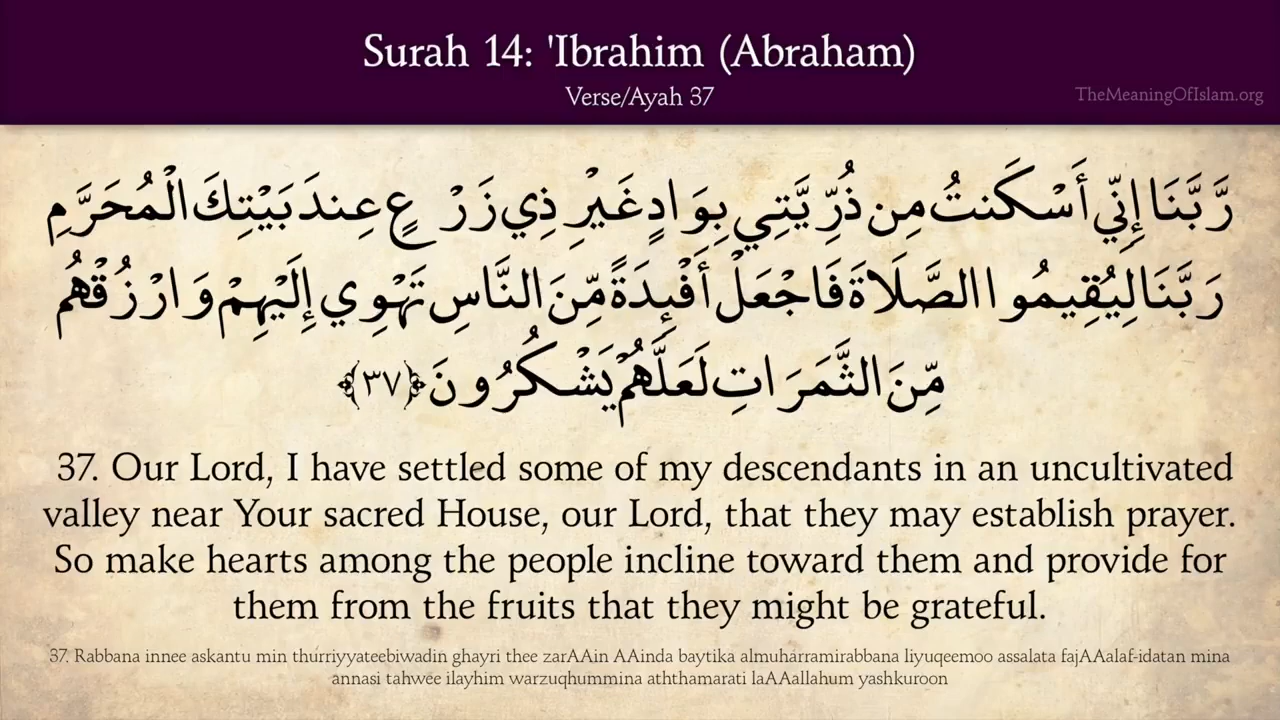 Surah 14: 'Ibrahim (Abraham)
Verse/Ayah 37
TheMeaningOfIslam.org
رَّبَّنَا إِنِّي أَسْكَنتُ مِن ذُرِّيَّتِي بِوَادٍ غَيْرِ ذِي زَرْعٍ عِندَ بَيْتِكَ الْمُحَرَّمِ
رَبَّنَا لِيُقِيمُوا الصَّلَاةَ فَاجْعَلْ أَفْئِدَةً مِّنَ النَّاسِ تَهْوِي إِلَيْهِمْ وَارْزُقْهُم
مِّنَ الثَّمَرَاتِ لَعَلَّهُمْ يَشْكُرُونَ ﴿٣٧﴾
37. Our Lord, I have settled some of my descendants in an uncultivated
valley near Your sacred House, our Lord, that they may establish prayer.
So make hearts among the people incline toward them and provide for
them from the fruits that they might be grateful.
37. Rabbana innee askantu min thurriyyateebiwadin ghayri thee zarAAin AAinda baytika almuharramirabbana liyuqeemoo assalata fajAAalaf-idatan mina
annasi tahwee ilayhim warzuqhummina aththamarati laAAallahum yashkuroon